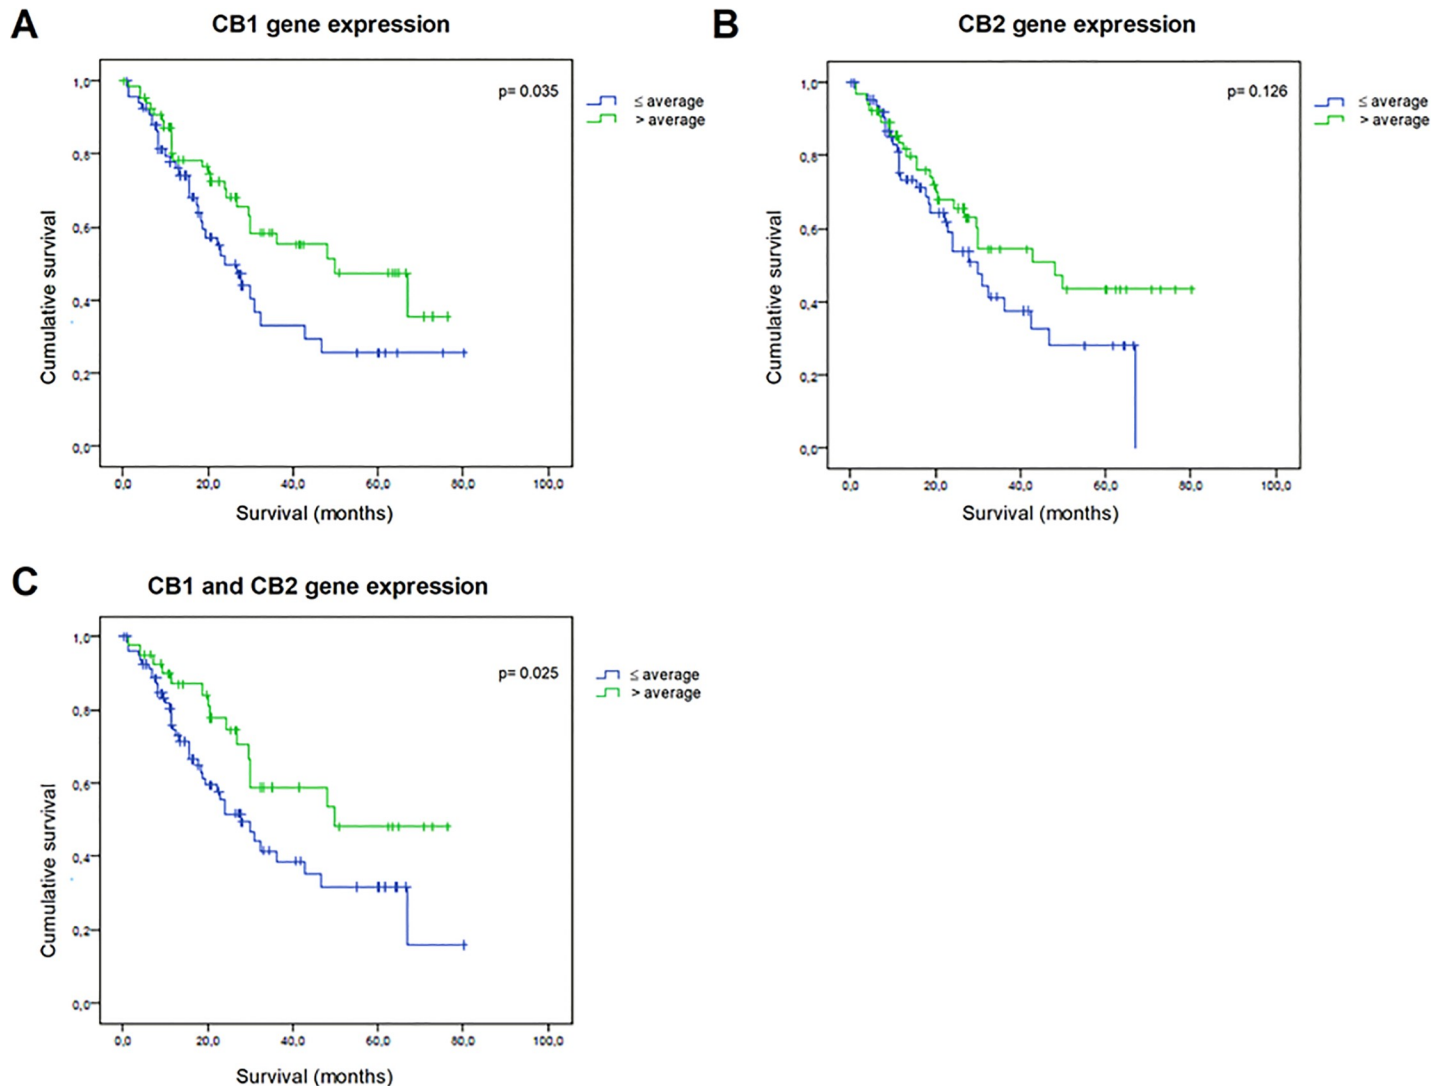 A
CB1 gene expression
p= 0.035
≤ average
> average
Cumulative survival
1,0
0,8
0,6
0,4
0,2
0,0
0,0 20,0 40,0 60,0 80,0 100,0
Survival (months)
B
CB2 gene expression
p= 0.126
≤ average
> average
Cumulative survival
1,0
0,8
0,6
0,4
0,2
0,0
0,0 20,0 40,0 60,0 80,0 100,0
Survival (months)
C
CB1 and CB2 gene expression
p= 0.025
≤ average
> average
Cumulative survival
1,0
0,8
0,6
0,4
0,2
0,0
0,0 20,0 40,0 60,0 80,0 100,0
Survival (months)